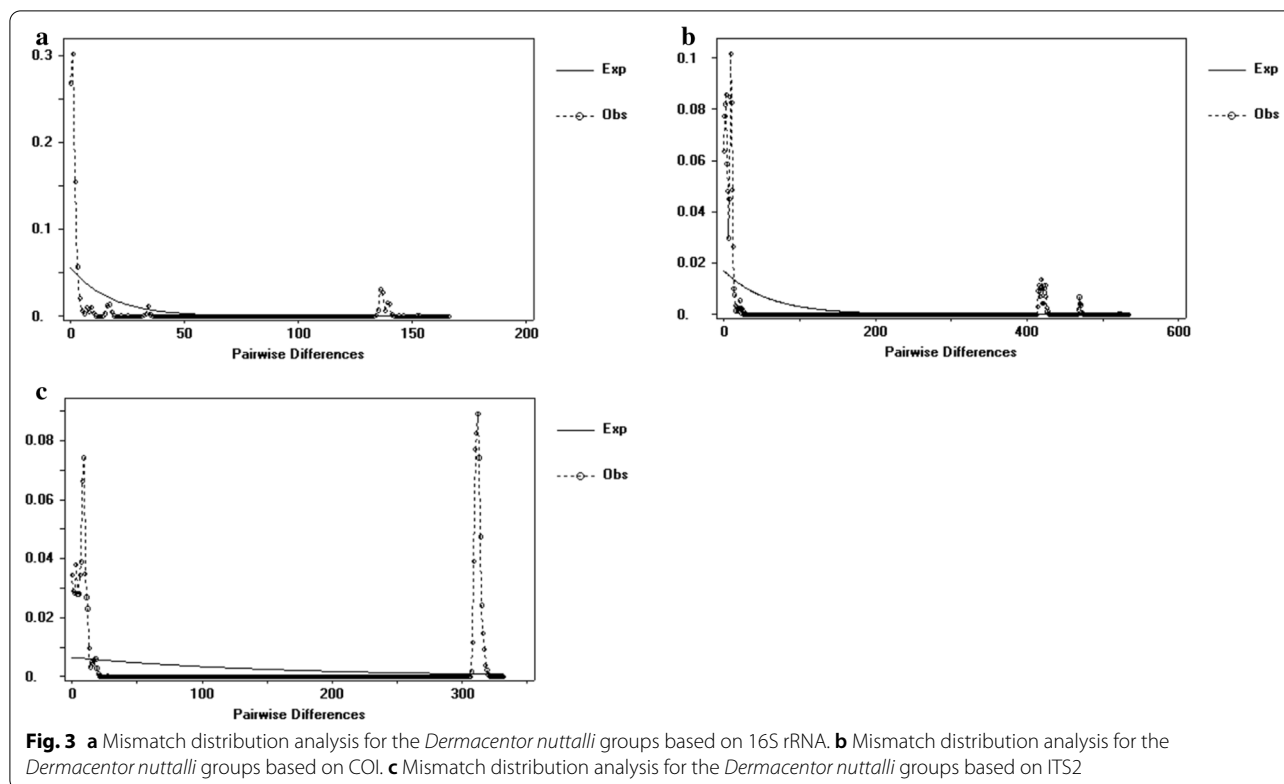 a
0.3
0.2
0.1
0.
0
50
100
150
200
Pairwise Differences
Exp
Obs
b
0.1
0.08
0.06
0.04
0.02
0.
0
200
400
600
Pairwise Differences
Exp
Obs
c
0.08
0.06
0.04
0.02
0.
0
100
200
300
Pairwise Differences
Exp
Obs
Fig. 3 a Mismatch distribution analysis for the Dermacentor nuttalli groups based on 16S rRNA. b Mismatch distribution analysis for the
Dermacentor nuttalli groups based on COI. c Mismatch distribution analysis for the Dermacentor nuttalli groups based on ITS2